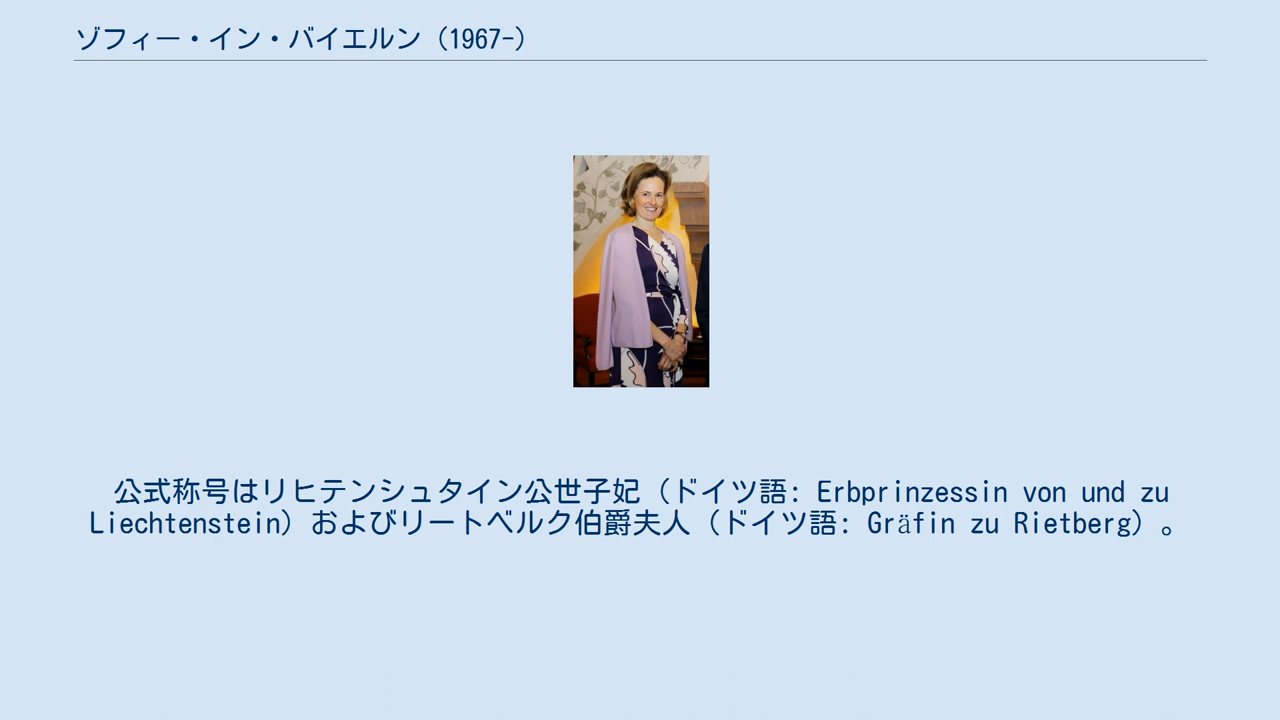 ゾフィー・イン・バイエルン（1967-）
公式称号はリヒテンシュタイン公世子妃（ドイツ語: Erbprinzessin von und zu
Liechtenstein）およびリートベルク伯爵夫人（ドイツ語: Gräfin zu Rietberg）。